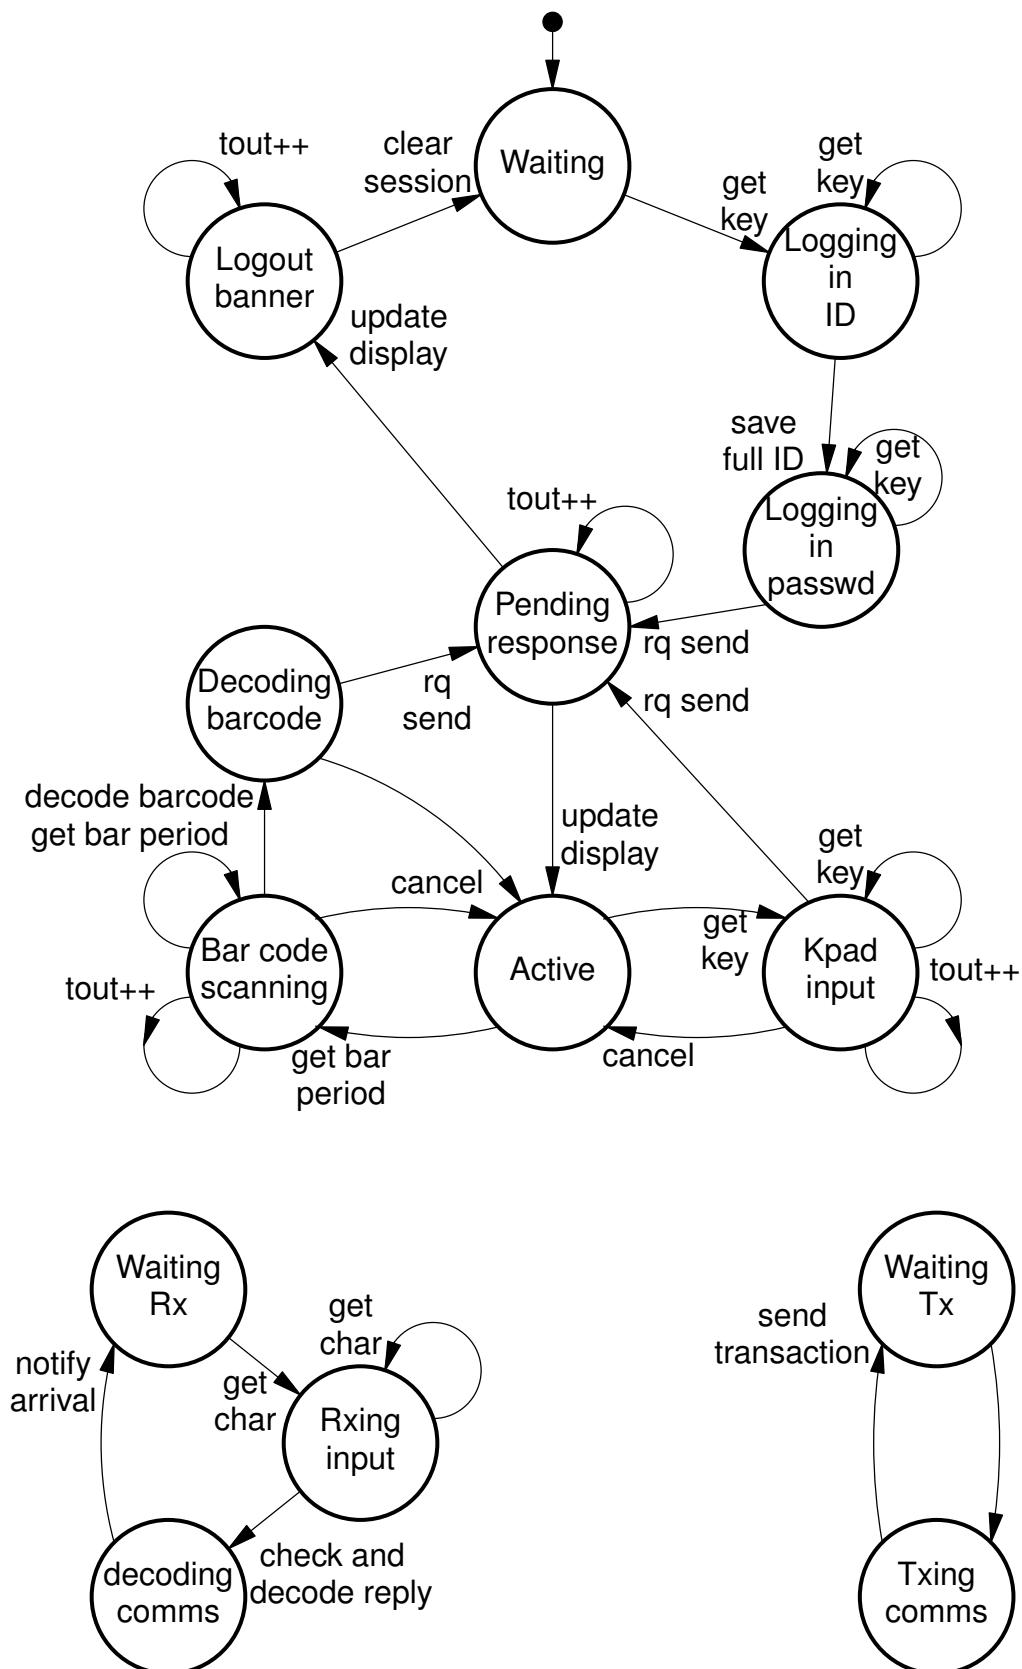 tout++
clear
session
Waiting
get
key
get
key
Logout
banner
Logging
in
ID
update
display
save
full ID
get
key
tout++
Logging
in
passwd
Pending
response
rq send
Decoding
barcode
rq
send
rq send
decode barcode
get bar period
update
display
get
key
cancel
get
key
Bar code
scanning
Active
Kpad
input
tout++
tout++
get bar
period
cancel
Waiting
Rx
get
char
notify
arrival
get
char
Rxing
input
check and
decode reply
decoding
comms
Waiting
Tx
send
transaction
Txing
comms